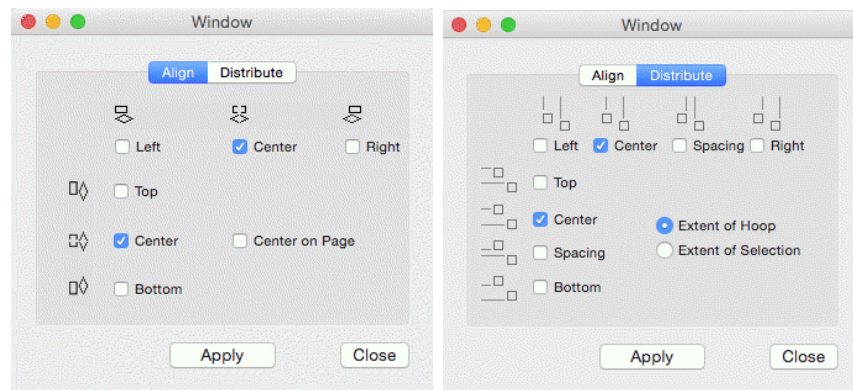 Window
Align Distribute
Left Center Right
Top
Center Center on Page
Bottom
Apply Close
Window
Align Distribute
Left Center Spacing Right
Top
Center
Extent of Hoop
Spacing
Extent of Selection
Bottom
Apply Close